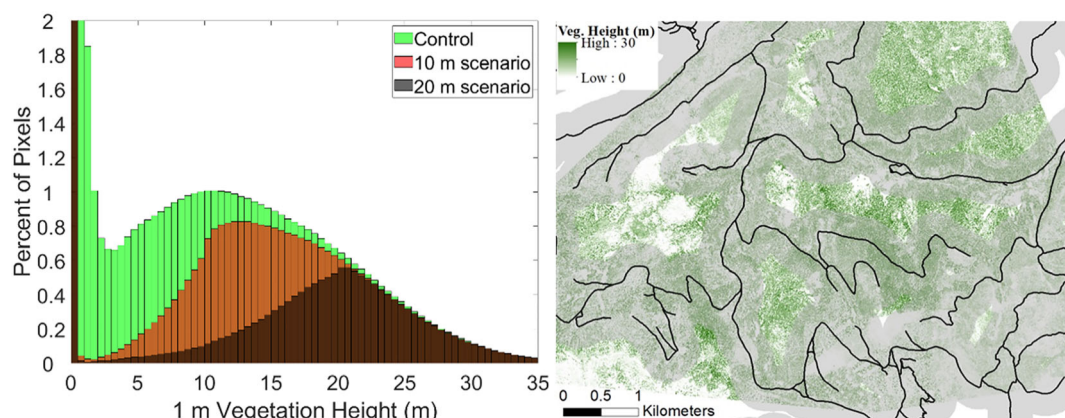 2
1.8
1.6
1.4
1.2
1
0.8
0.6
0.4
0.2
0
Percent of Pixels
Control
10 m scenario
20 m scenario
0 5 10 15 20 25 30 35
1 m Vegetation Height (m)
Veg. Height (m)
High : 30
Low : 0
0 0.5 1
Kilometers